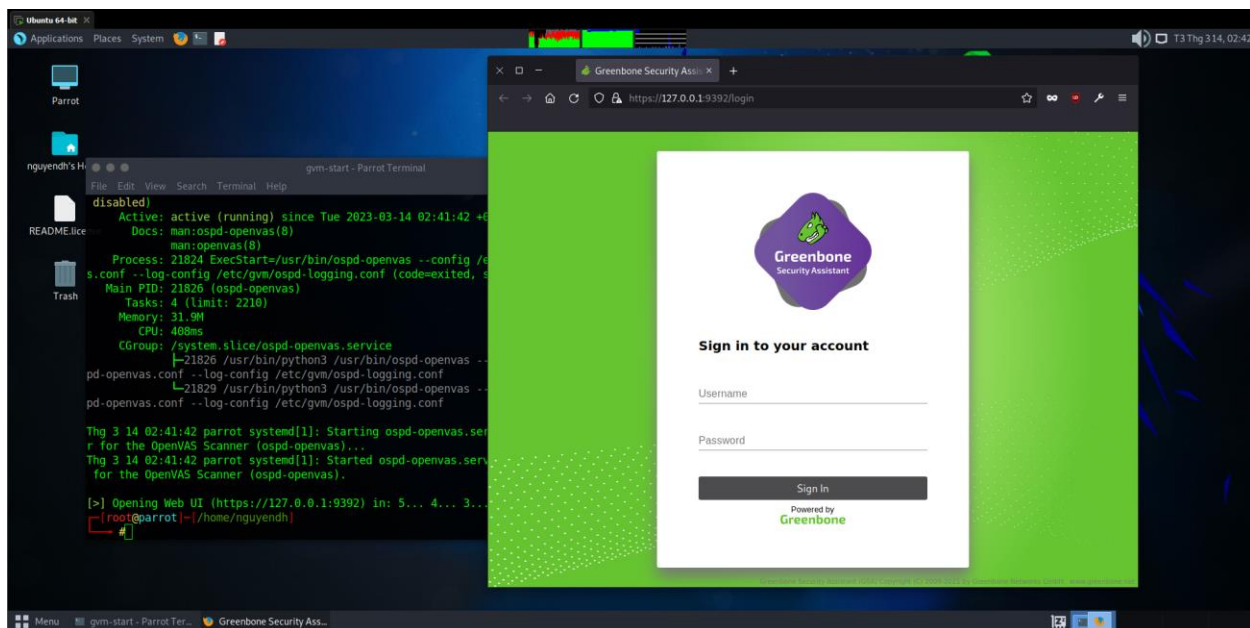 Ubuntu 64-bit
Applications Places System
T3 Thg 3 14, 02:42
Parrot
nguyendh's H
README.lice
Trash
gvm-start - Parrot Terminal
File Edit View Search Terminal Help
disabled)
Active: active (running) since Tue 2023-03-14 02:41:42 +0
Docs: man:ospd-openvas(8)
man:openvas(8)
Process: 21824 ExecStart=/usr/bin/ospd-openvas --config /e
s.conf --log-config /etc/gvm/ospd-logging.conf (code=exited, s
Main PID: 21826 (ospd-openvas)
Tasks: 4 (limit: 2210)
Memory: 31.9M
CPU: 408ms
CGroup: /system.slice/ospd-openvas.service
├─21826 /usr/bin/python3 /usr/bin/ospd-openvas --
pd-openvas.conf --log-config /etc/gvm/ospd-logging.conf
└─21829 /usr/bin/python3 /usr/bin/ospd-openvas --
pd-openvas.conf --log-config /etc/gvm/ospd-logging.conf
Thg 3 14 02:41:42 parrot systemd[1]: Starting ospd-openvas.ser
r for the OpenVAS Scanner (ospd-openvas)...
Thg 3 14 02:41:42 parrot systemd[1]: Started ospd-openvas.serv
for the OpenVAS Scanner (ospd-openvas).
[>] Opening Web UI (https://127.0.0.1:9392) in: 5... 4... 3...
[root@parrot]─[/home/nguyendh]
#
Greenbone Security Assis
https://127.0.0.1:9392/login
Greenbone
Security Assistant
Sign in to your account
Username
Password
Sign In
Powered by
Greenbone
Menu gvm-start - Parrot Ter... Greenbone Security Ass...